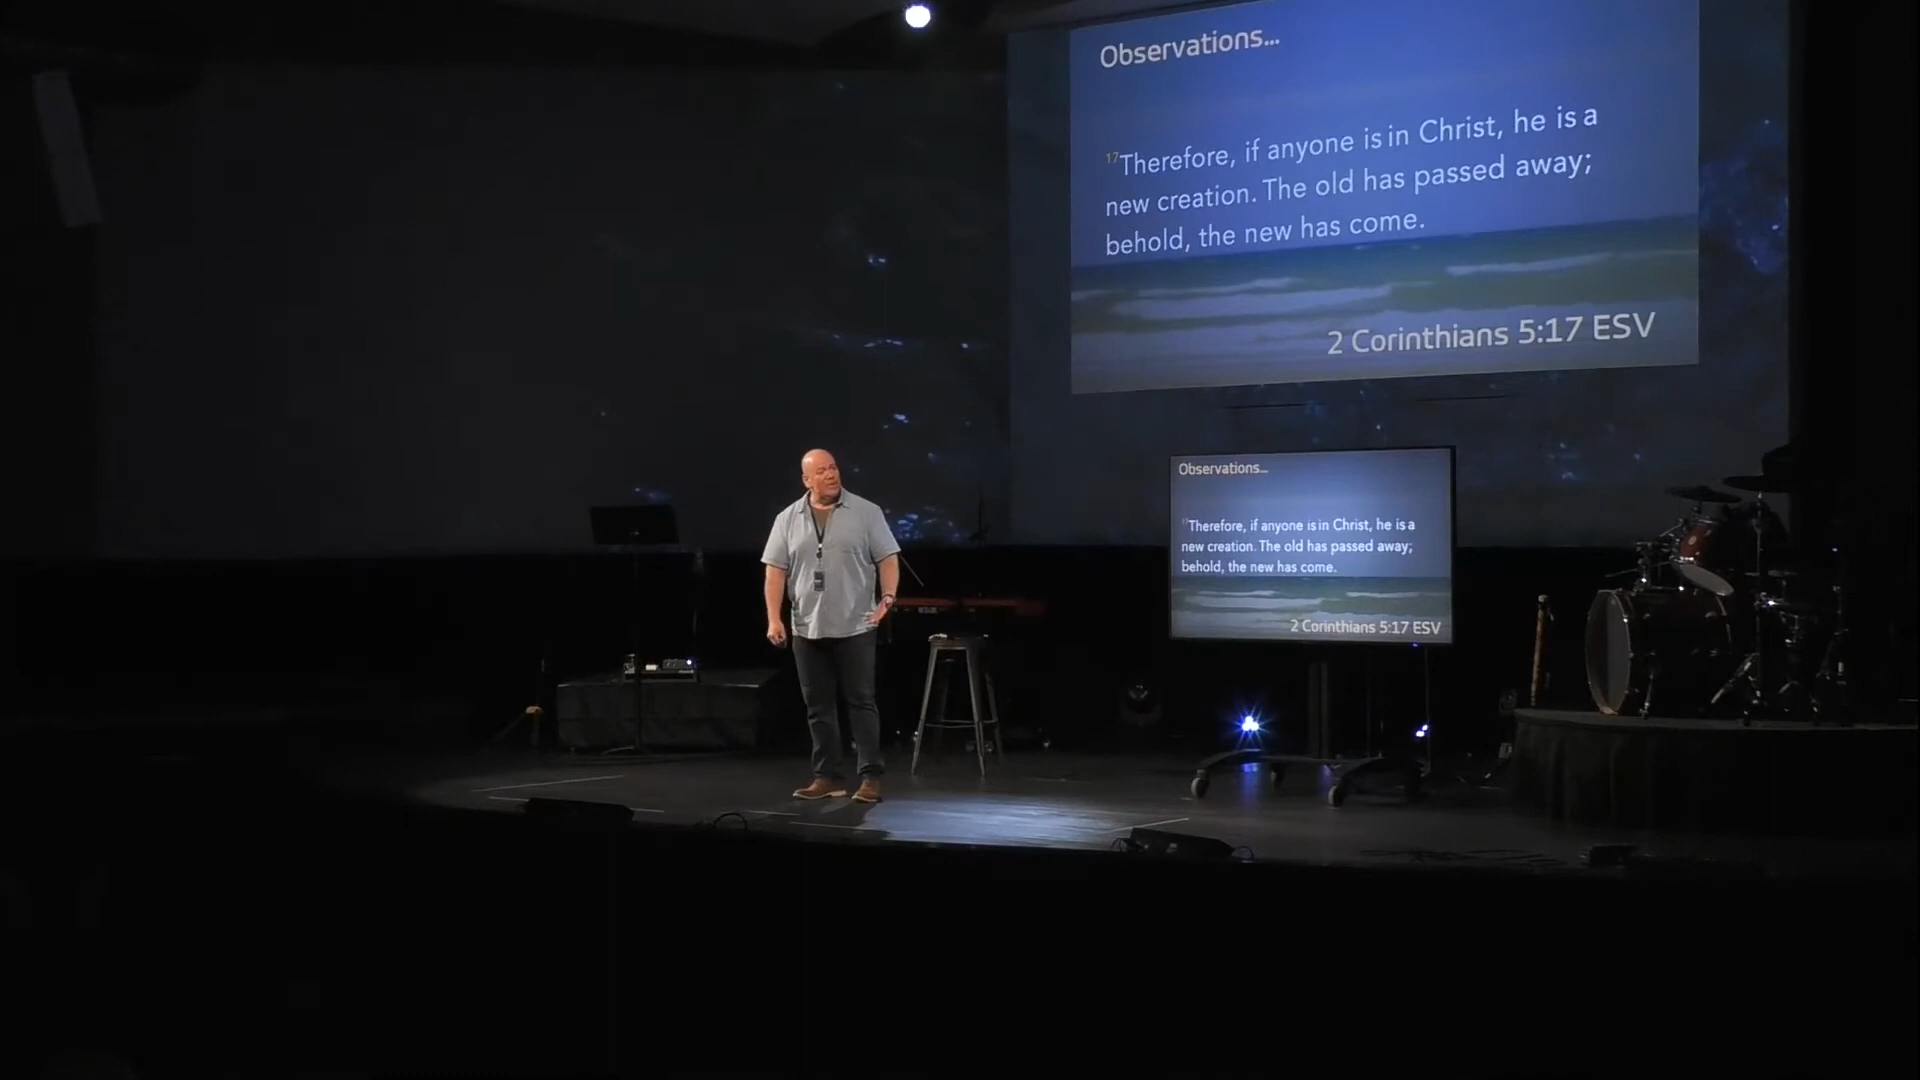 Observations...
17Therefore, if anyone is in Christ, he is a
new creation. The old has passed away;
behold, the new has come.
2 Corinthians 5:17 ESV
Observations...
17Therefore, if anyone is in Christ, he is a
new creation. The old has passed away;
behold, the new has come.
2 Corinthians 5:17 ESV